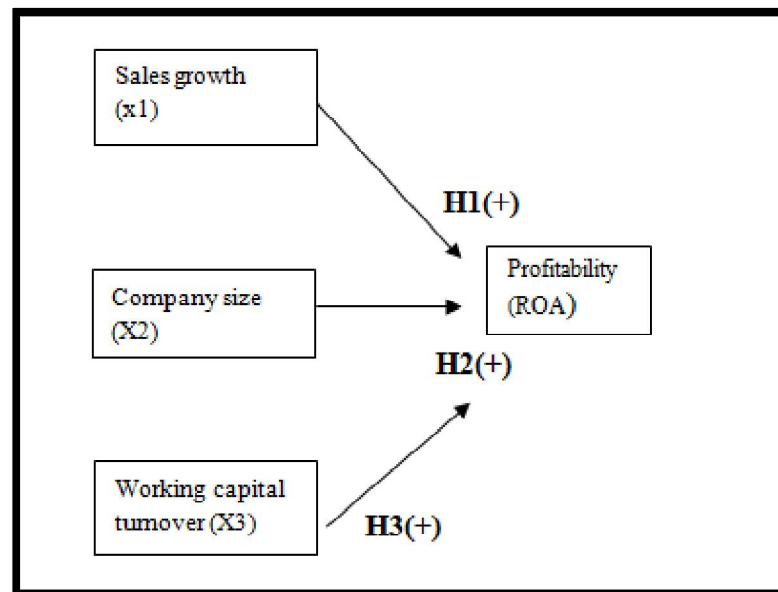 Sales growth
(x1)
H1(+)
Profitability
(ROA)
Company size
(X2)
H2(+)
Working capital
turnover (X3)
H3(+)